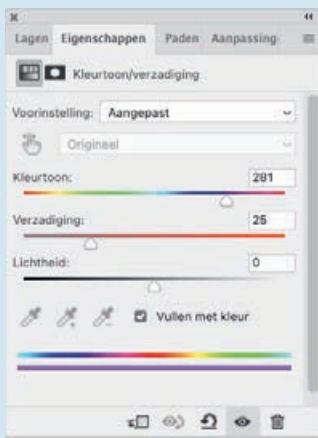 Lagen Eigenschappen Paden Aanpassing
Kleurtoon/verzadiging
Voorinstelling: Aangepast
Origineel
Kleurtoon: 281
Verzadiging: 25
Lichtheid: 0
Vullen met kleur